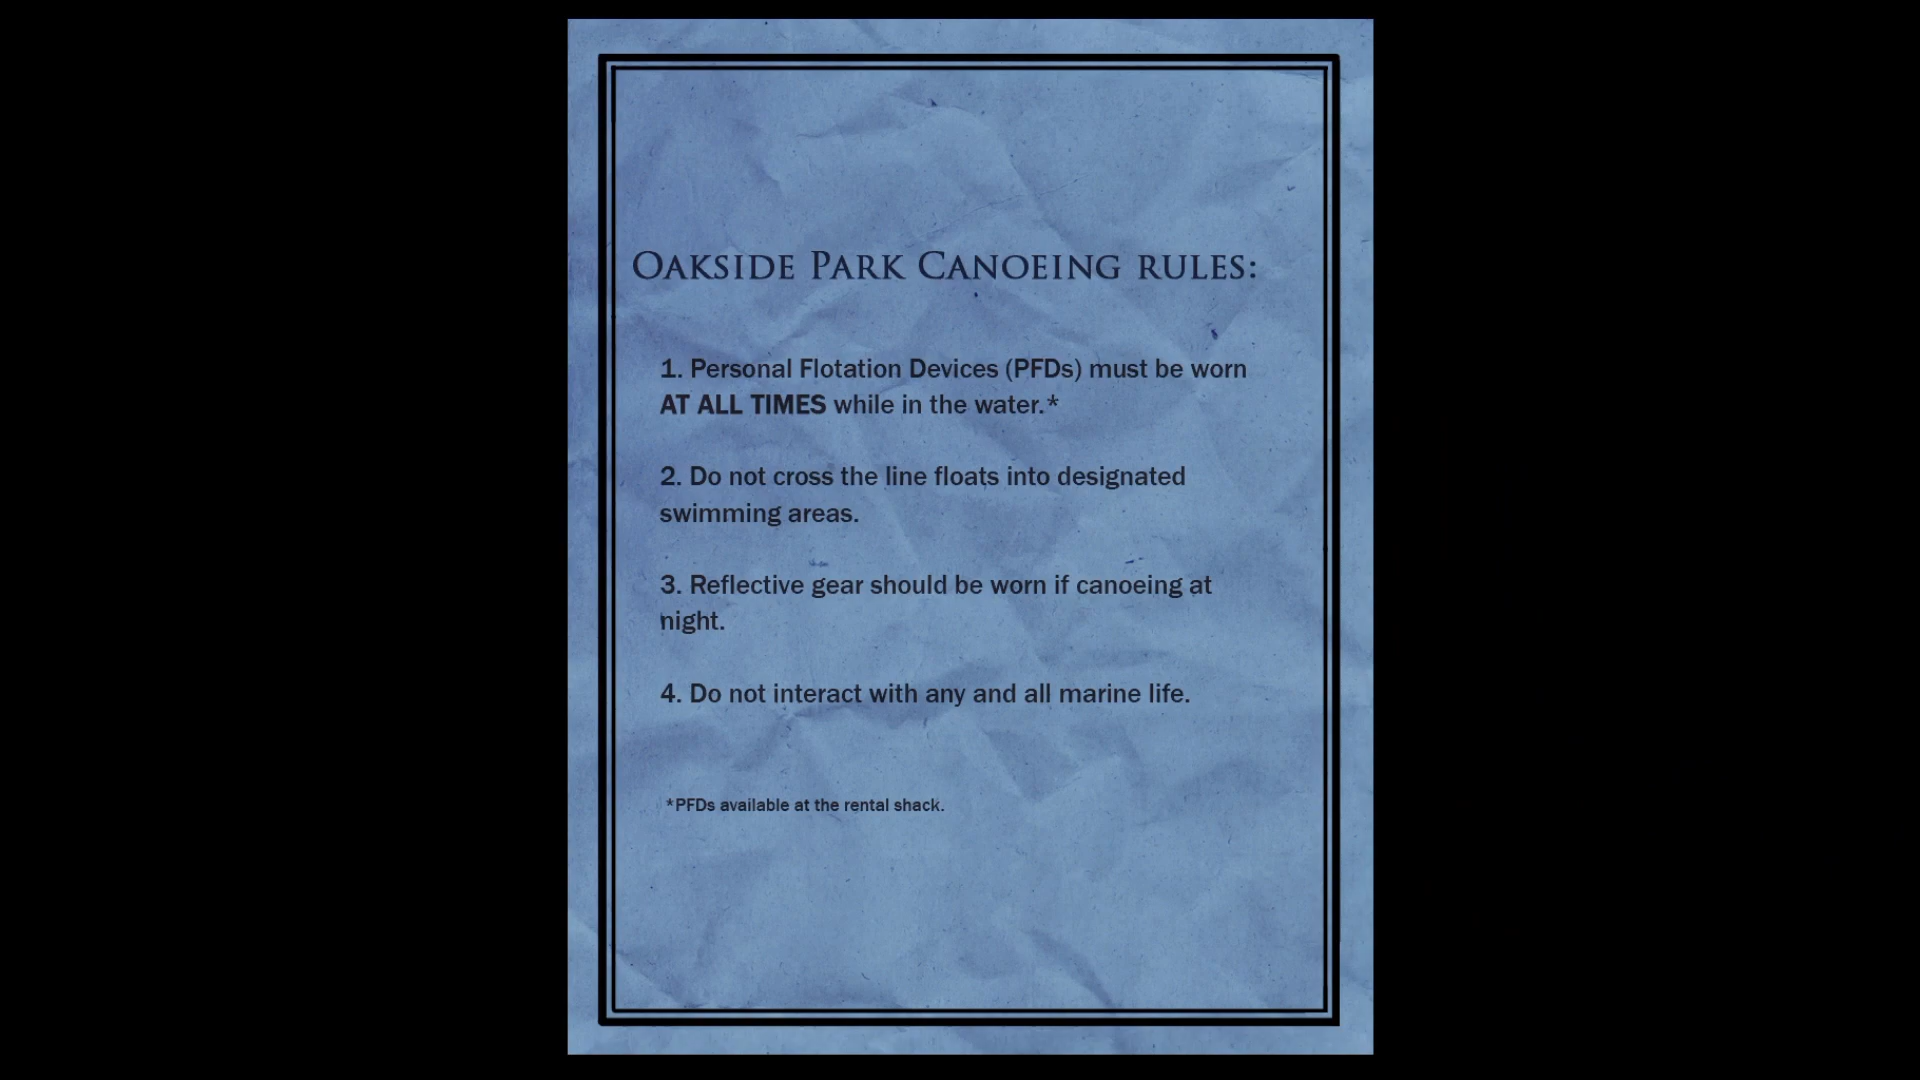 Oakside Park Canoeing rules:
1. Personal Flotation Devices (PFDs) must be worn
AT ALL TIMES while in the water.*
2. Do not cross the line floats into designated
swimming areas.
3. Reflective gear should be worn if canoeing at
night.
4. Do not interact with any and all marine life.
*PFDs available at the rental shack.